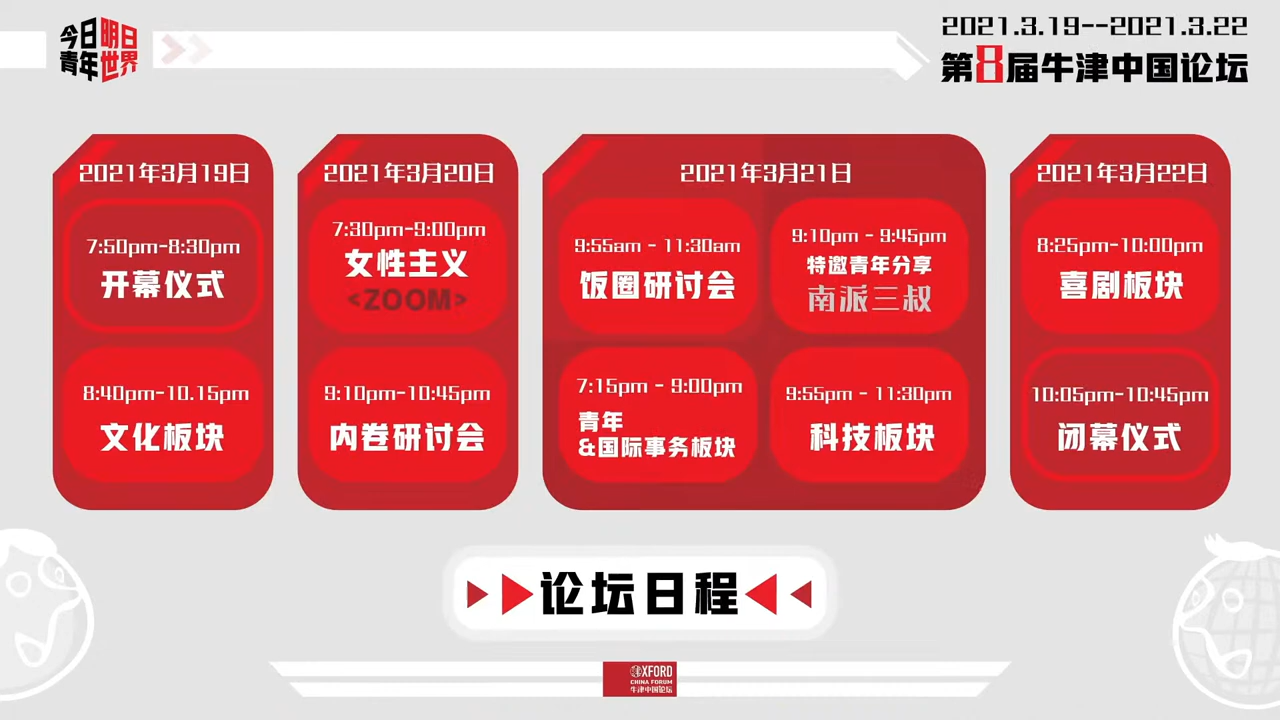 今日明日
青年世界
2021.3.19--2021.3.22
第8届牛津中国论坛
2021年3月19日
7:50pm-8:30pm
开幕仪式
8:40pm-10.15pm
文化板块
2021年3月20日
7:30pm-9:00pm
女性主义
<ZOOM>
9:10pm-10:45pm
内卷研讨会
2021年3月21日
9:55am - 11:30am
饭圈研讨会
9:10pm - 9:45pm
特邀青年分享
南派三叔
7:15pm - 9:00pm
青年
&国际事务板块
9:55pm - 11:30pm
科技板块
2021年3月22日
8:25pm-10:00pm
喜剧板块
10:05pm-10:45pm
闭幕仪式
论坛日程
OXFORD
CHINA FORUM
牛津中国论坛